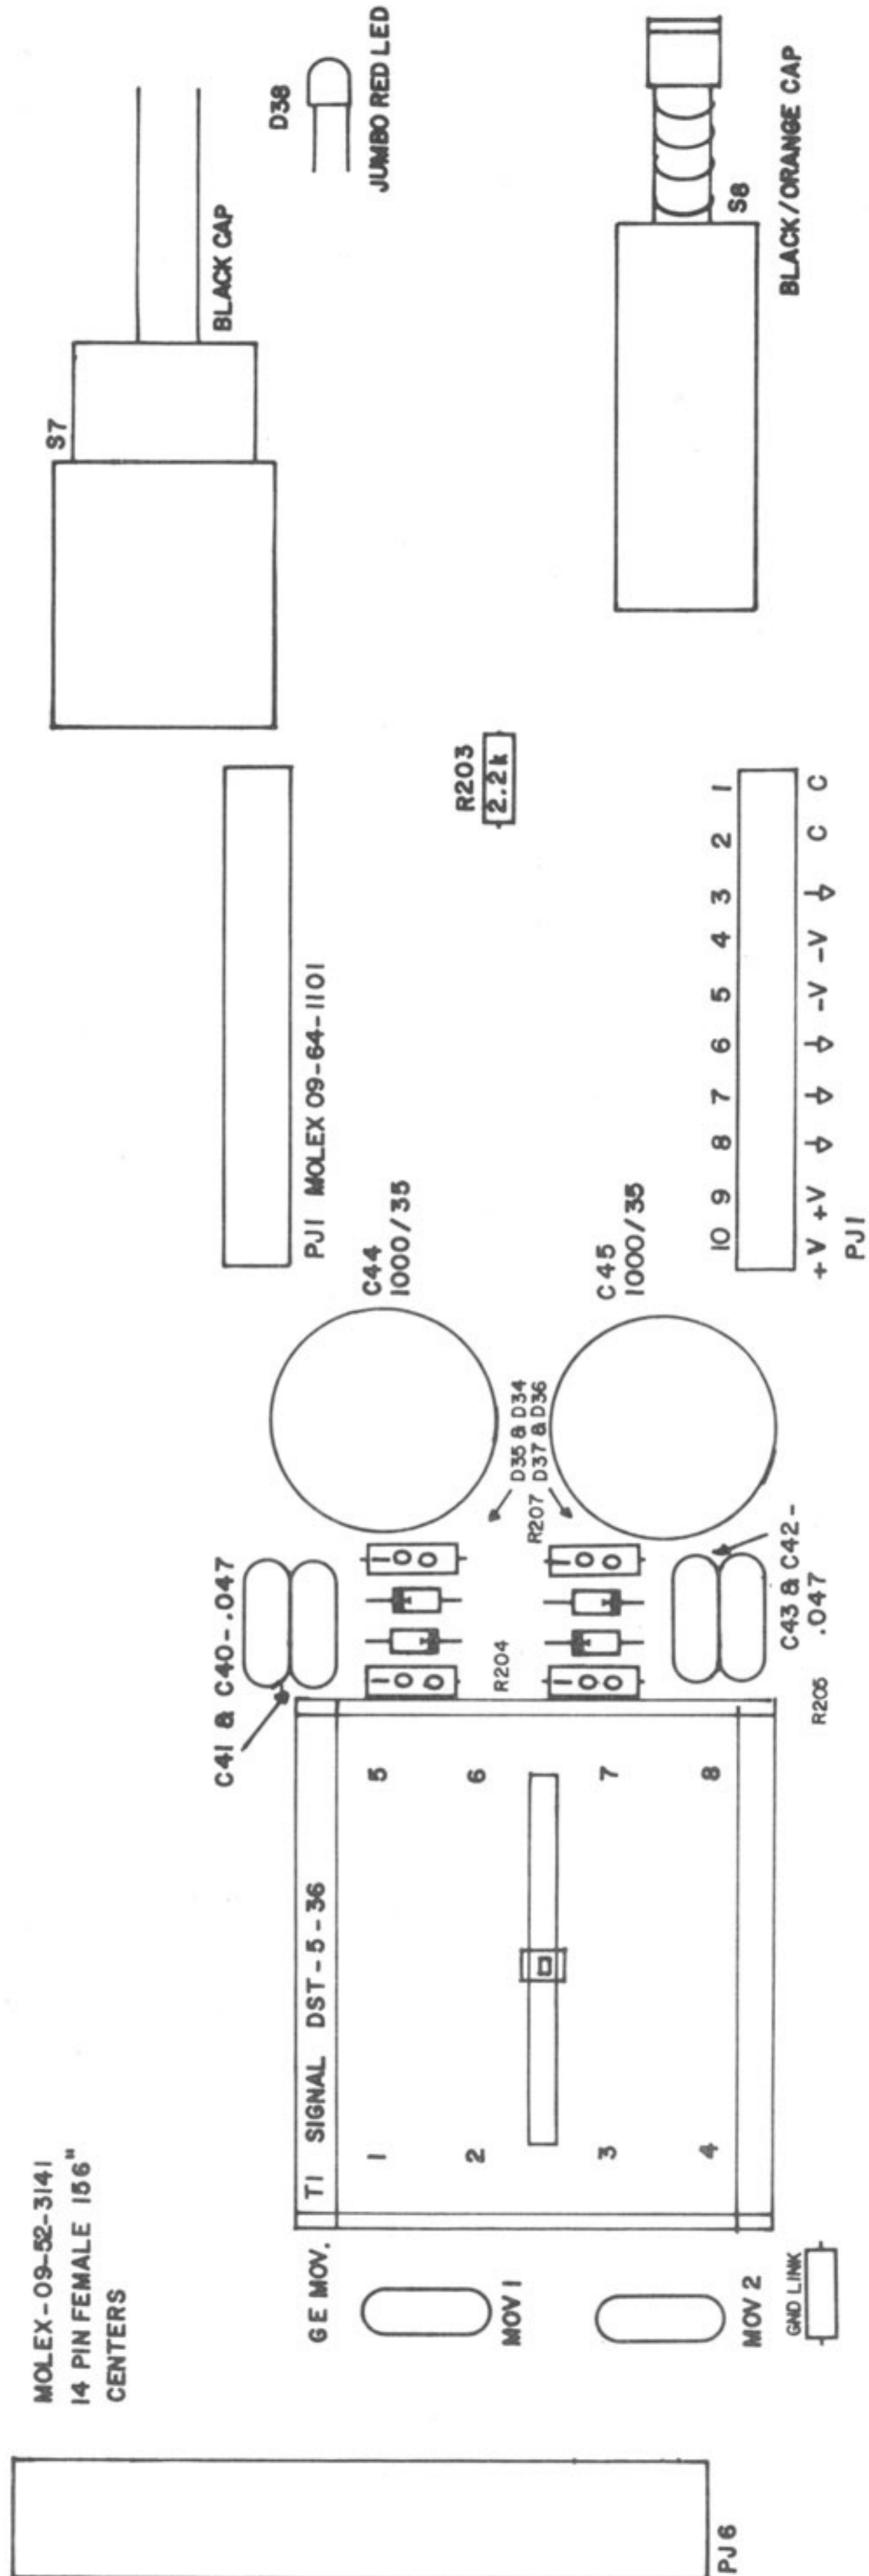 MOLEX-09-52-3141
14 PIN FEMALE 156"
CENTERS
PJ6
GE MOV.
MOV 1
MOV 2
GND LINK
T1 SIGNAL DST-5-36
1
2
3
4
5
6
7
8
C41 & C40-.047
100
100
100
100
R204
R207
R205
D35 & D34
D37 & D36
C43 & C42-
.047
C44
1000/35
C45
1000/35
PJ1 MOLEX 09-64-1101
10 9 8 7 6 5 4 3 2 1
+V +V -V -V C C
PJ1
R203
2.2k
S7
BLACK CAP
D38
JUMBO RED LED
S8
BLACK/ORANGE CAP